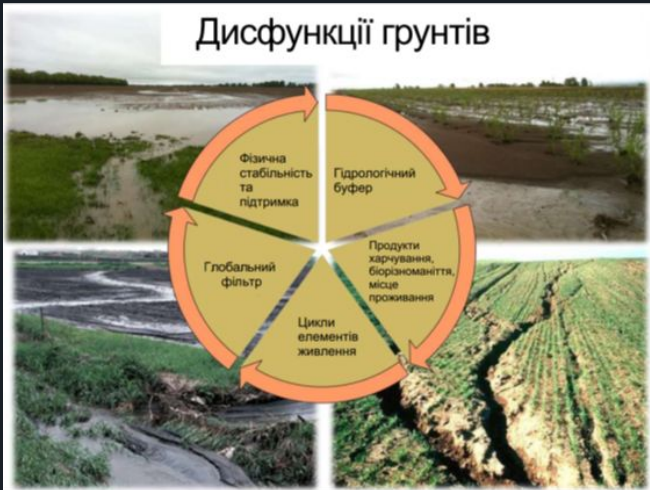 Дисфункції грунтів
Фізична
стабільність
та
підтримка
Гідрологічний
буфер
Продукти
харчування,
біорізноманіття,
місце
проживання
Цикли
елементів
живлення
Глобальний
фільтр